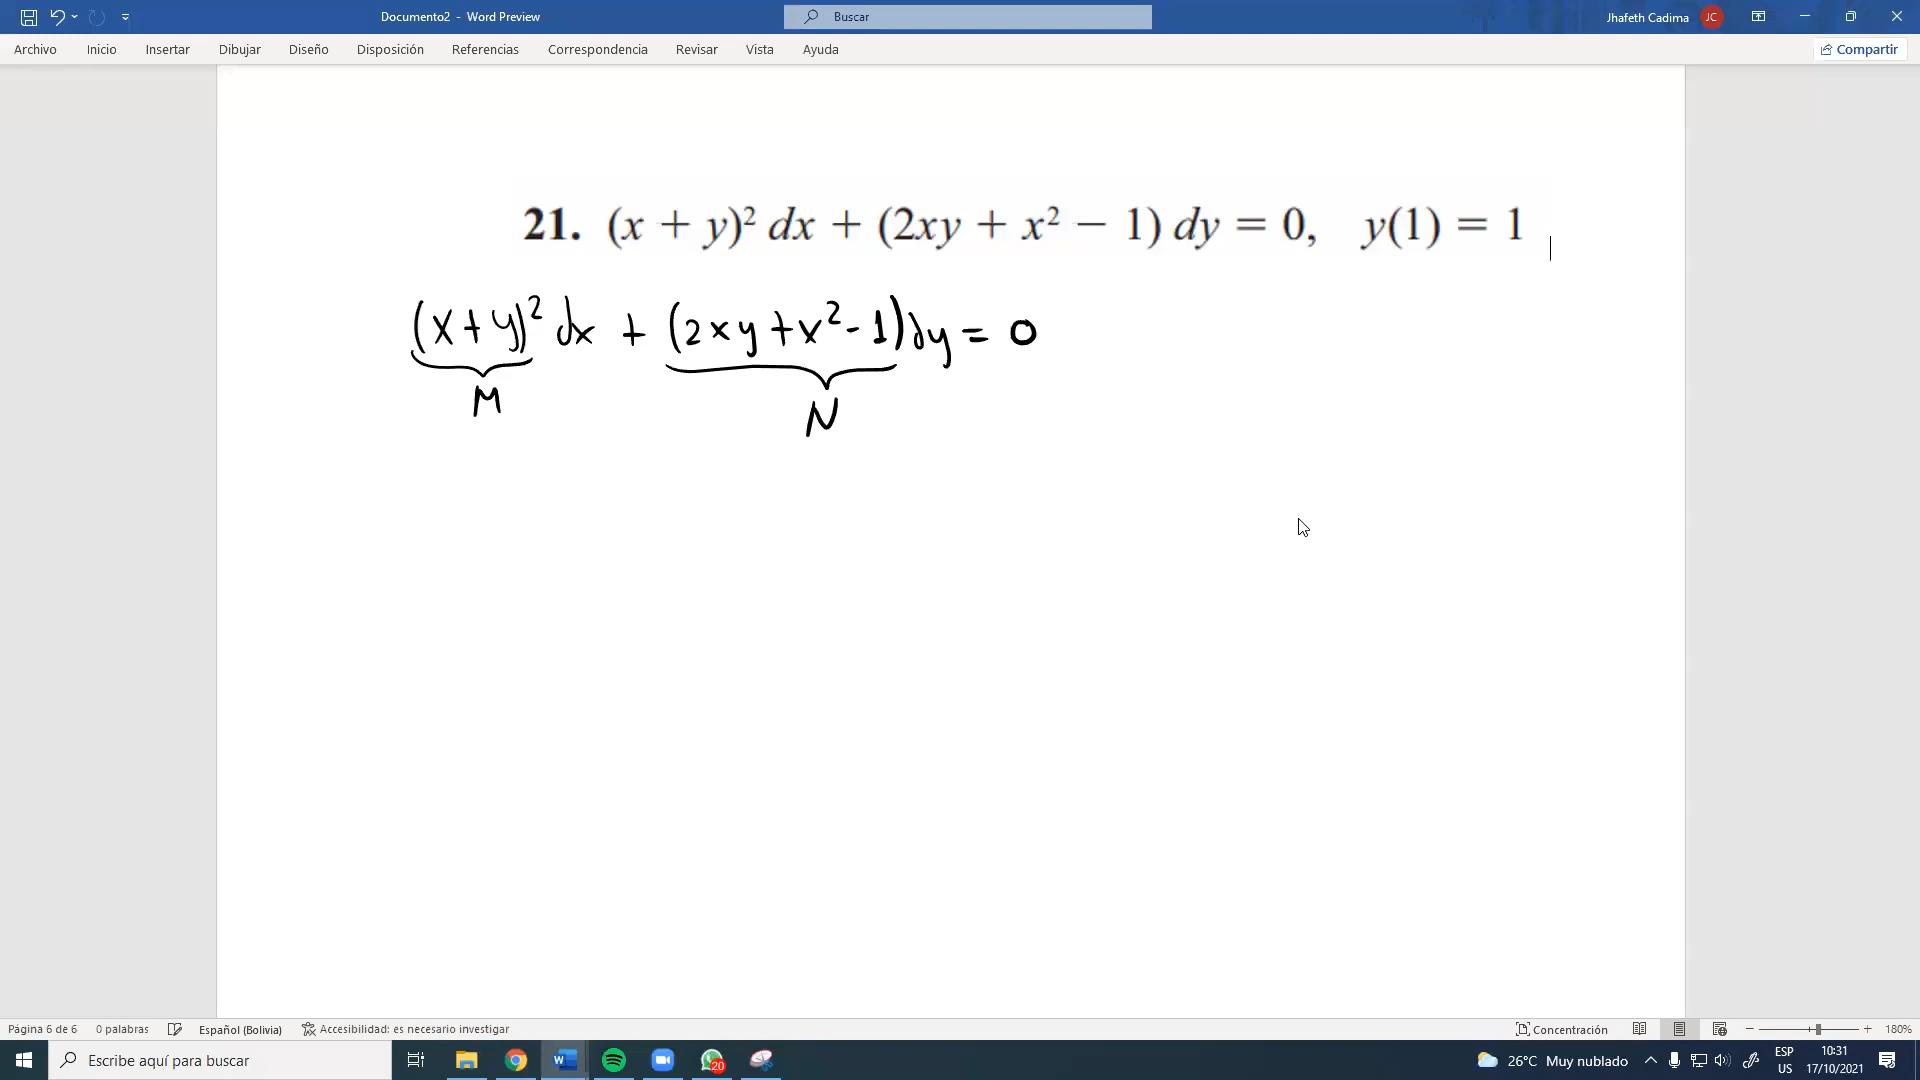 Documento2 - Word Preview
Buscar
Jhafeth Cadima
JC
Archivo Inicio Insertar Dibujar Diseño Disposición Referencias Correspondencia Revisar Vista Ayuda
Compartir
21. (x + y)² dx + (2xy + x² − 1) dy = 0, y(1) = 1
(x+y)² dx + (2xy+x²-1)dy = 0
M
N
Página 6 de 6 0 palabras Español (Bolivia) Accesibilidad: es necesario investigar
Concentración
180%
Escribe aquí para buscar
20
26°C Muy nublado
ESP
US
10:31
17/10/2021